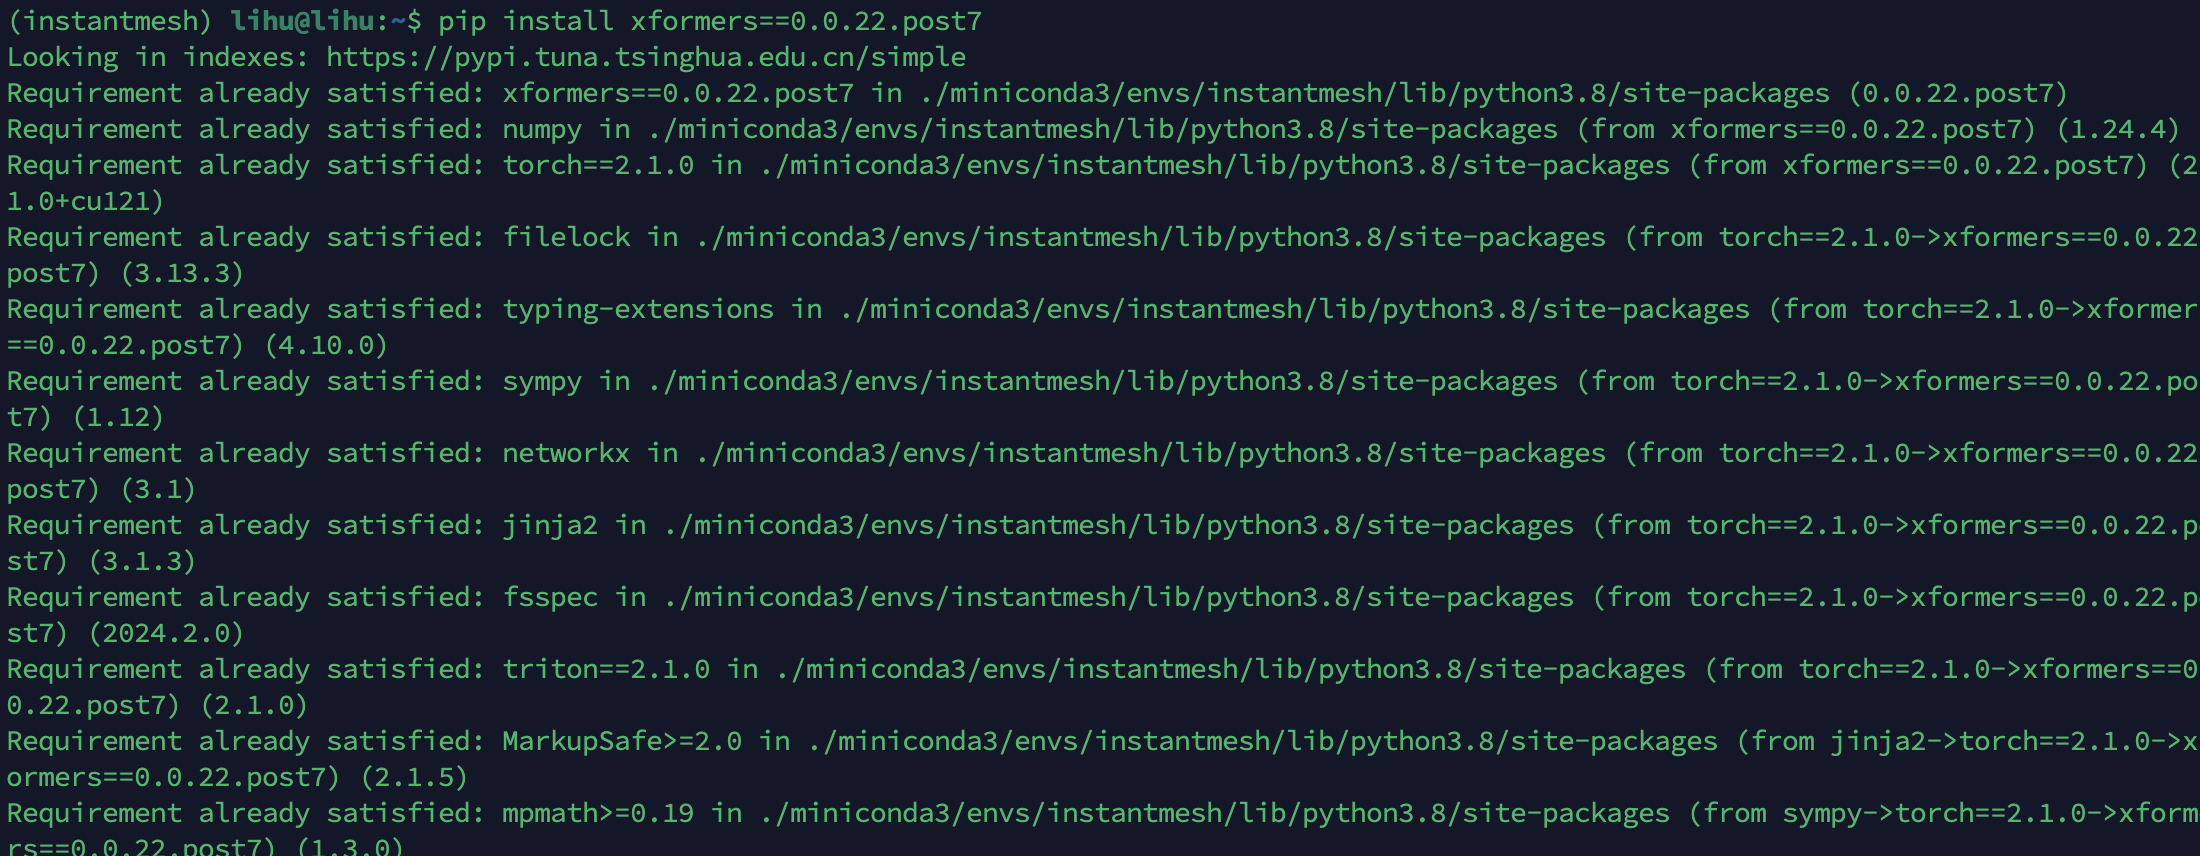 (instantmesh) lihu@lihu:~$ pip install xformers==0.0.22.post7
Looking in indexes: https://pypi.tuna.tsinghua.edu.cn/simple
Requirement already satisfied: xformers==0.0.22.post7 in ./miniconda3/envs/instantmesh/lib/python3.8/site-packages (0.0.22.post7)
Requirement already satisfied: numpy in ./miniconda3/envs/instantmesh/lib/python3.8/site-packages (from xformers==0.0.22.post7) (1.24.4)
Requirement already satisfied: torch==2.1.0 in ./miniconda3/envs/instantmesh/lib/python3.8/site-packages (from xformers==0.0.22.post7) (2
1.0+cu121)
Requirement already satisfied: filelock in ./miniconda3/envs/instantmesh/lib/python3.8/site-packages (from torch==2.1.0->xformers==0.0.22
post7) (3.13.3)
Requirement already satisfied: typing-extensions in ./miniconda3/envs/instantmesh/lib/python3.8/site-packages (from torch==2.1.0->xformer
==0.0.22.post7) (4.10.0)
Requirement already satisfied: sympy in ./miniconda3/envs/instantmesh/lib/python3.8/site-packages (from torch==2.1.0->xformers==0.0.22.po
t7) (1.12)
Requirement already satisfied: networkx in ./miniconda3/envs/instantmesh/lib/python3.8/site-packages (from torch==2.1.0->xformers==0.0.22
post7) (3.1)
Requirement already satisfied: jinja2 in ./miniconda3/envs/instantmesh/lib/python3.8/site-packages (from torch==2.1.0->xformers==0.0.22.p
st7) (3.1.3)
Requirement already satisfied: fsspec in ./miniconda3/envs/instantmesh/lib/python3.8/site-packages (from torch==2.1.0->xformers==0.0.22.p
st7) (2024.2.0)
Requirement already satisfied: triton==2.1.0 in ./miniconda3/envs/instantmesh/lib/python3.8/site-packages (from torch==2.1.0->xformers==0
0.22.post7) (2.1.0)
Requirement already satisfied: MarkupSafe>=2.0 in ./miniconda3/envs/instantmesh/lib/python3.8/site-packages (from jinja2->torch==2.1.0->x
ormers==0.0.22.post7) (2.1.5)
Requirement already satisfied: mpmath>=0.19 in ./miniconda3/envs/instantmesh/lib/python3.8/site-packages (from sympy->torch==2.1.0->xform
rs==0.0.22.post7) (1.3.0)